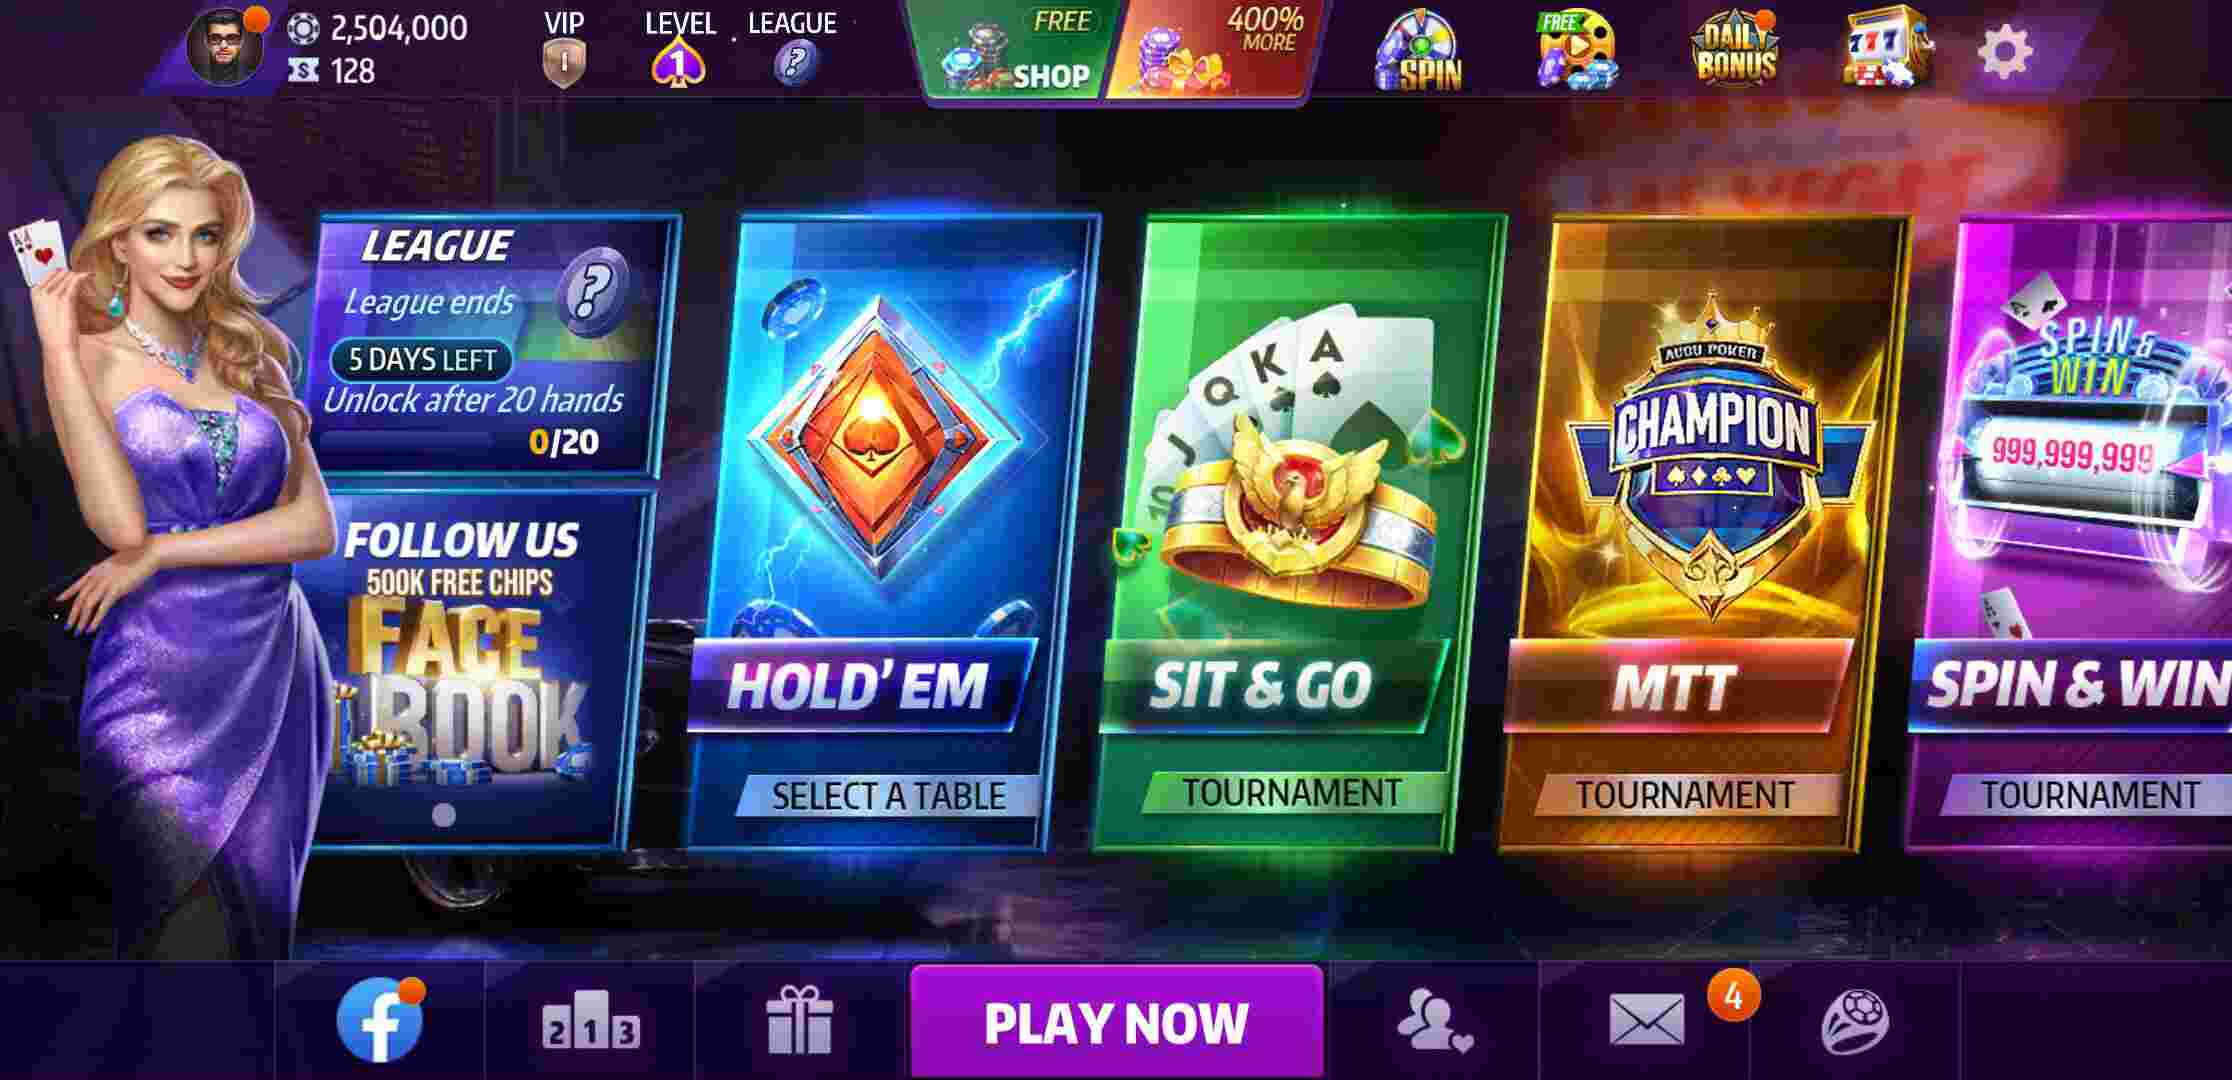 2,504,000
128
VIP
1
LEVEL
1
LEAGUE
?
FREE
SHOP
400%
MORE
SPIN
FREE
DAILY
BONUS
777
LEAGUE
League ends
?
5 DAYS LEFT
Unlock after 20 hands
0/20
FOLLOW US
500K FREE CHIPS
FACE
BOOK
HOLD' EM
SELECT A TABLE
10 J Q K A
SIT & GO
TOURNAMENT
CHAMPION
MTT
TOURNAMENT
SPIN &
WIN
999,999,999
SPIN & WIN
TOURNAMENT
f
2 1 3
PLAY NOW
4